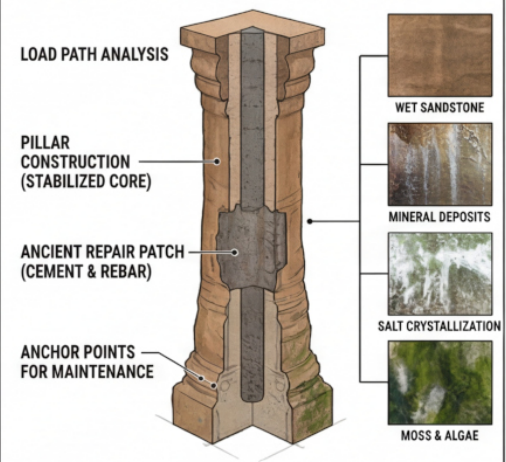 LOAD PATH ANALYSIS
PILLAR
CONSTRUCTION
(STABILIZED CORE)
ANCIENT REPAIR PATCH
(CEMENT & REBAR)
ANCHOR POINTS
FOR MAINTENANCE
WET SANDSTONE
MINERAL DEPOSITS
SALT CRYSTALLIZATION
MOSS & ALGAE